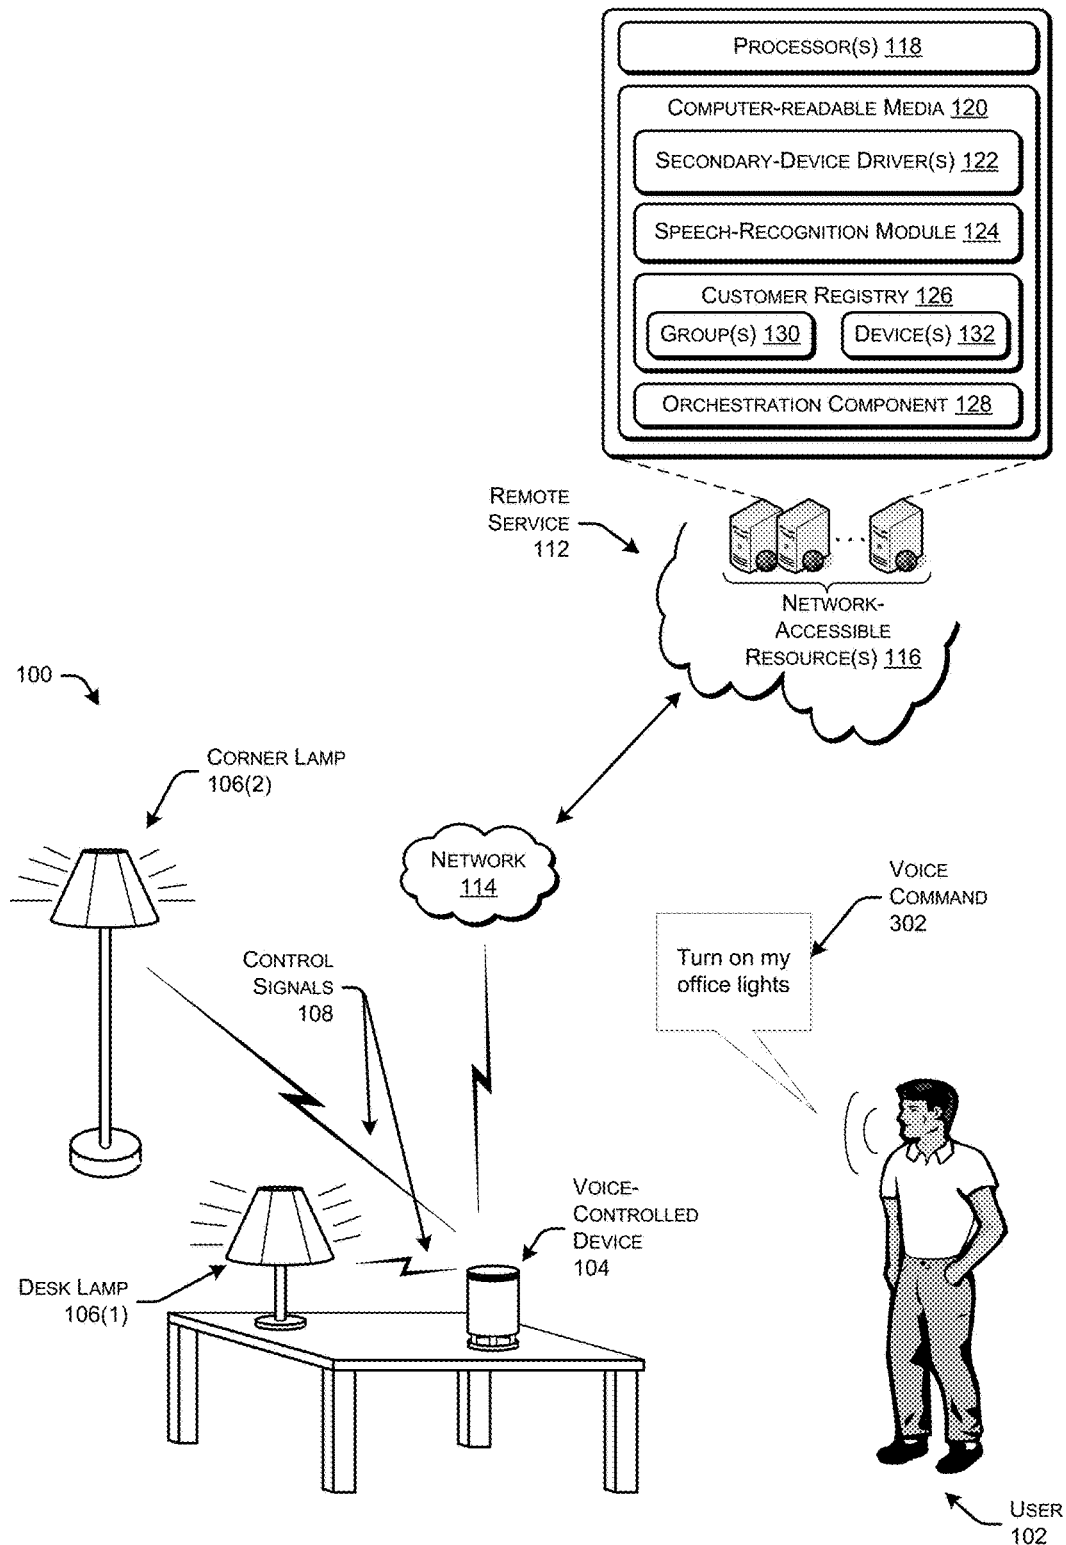 PROCESSOR(S) 118
COMPUTER-READABLE MEDIA 120
SECONDARY-DEVICE DRIVER(S) 122
SPEECH-RECOGNITION MODULE 124
CUSTOMER REGISTRY 126
GROUP(S) 130
DEVICE(S) 132
ORCHESTRATION COMPONENT 128
REMOTE
SERVICE
112
NETWORK-
ACCESSIBLE
RESOURCE(S) 116
100
CORNER LAMP
106(2)
NETWORK
114
VOICE
COMMAND
302
Turn on my
office lights
CONTROL
SIGNALS
108
VOICE-
CONTROLLED
DEVICE
104
DESK LAMP
106(1)
USER
102